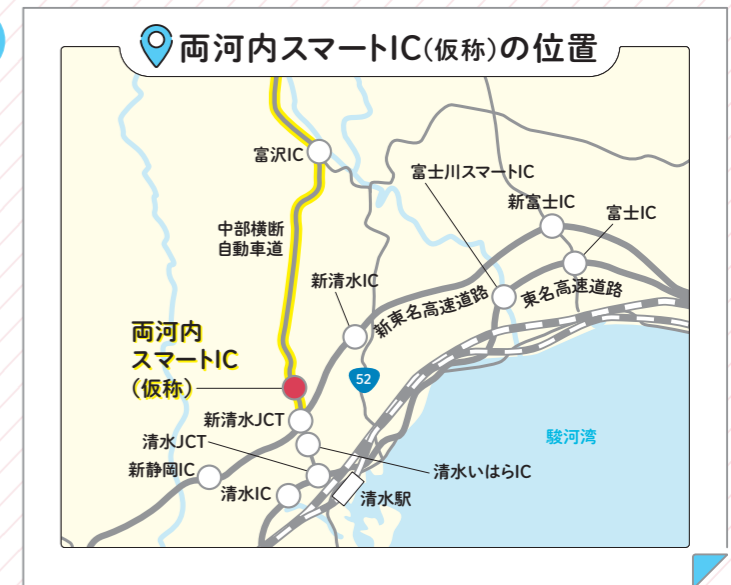 両河内スマートIC(仮称)の位置
富沢IC
富士川スマートIC
新富士IC
富士IC
中部横断
自動車道
新清水IC
新東名高速道路
東名高速道路
両河内
スマートIC
(仮称)
52
新清水JCT
駿河湾
清水JCT
新静岡IC
清水いはらIC
清水IC
清水駅